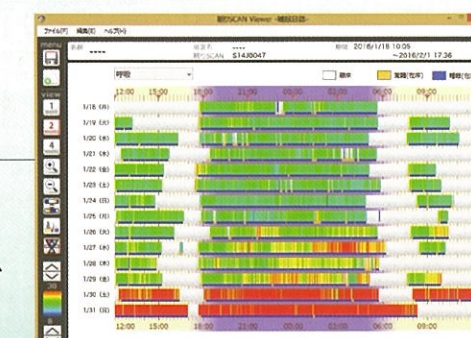 眠りSCAN Viewer -睡眠日誌-
ファイル(F) 編集(E) ヘルプ(H)
menu
名前 ----
----
期間 2016/1/18 10:05
眠りSCAN S14J0047
～2016/2/1 17:36
呼吸
離床
覚醒(在床)
睡眠(在
view
12:00 15:00 18:00 21:00 00:00 03:00 06:00 09:00
1/18 (月)
1/19 (火)
1/20 (水)
1/21 (木)
1/22 (金)
1/23 (土)
1/24 (日)
1/25 (月)
1/26 (火)
1/27 (水)
1/28 (木)
1/29 (金)
1/30 (土)
1/31 (日)
1
2
4
30
8
12:00 15:00 18:00 21:00 00:00 03:00 06:00 09:00